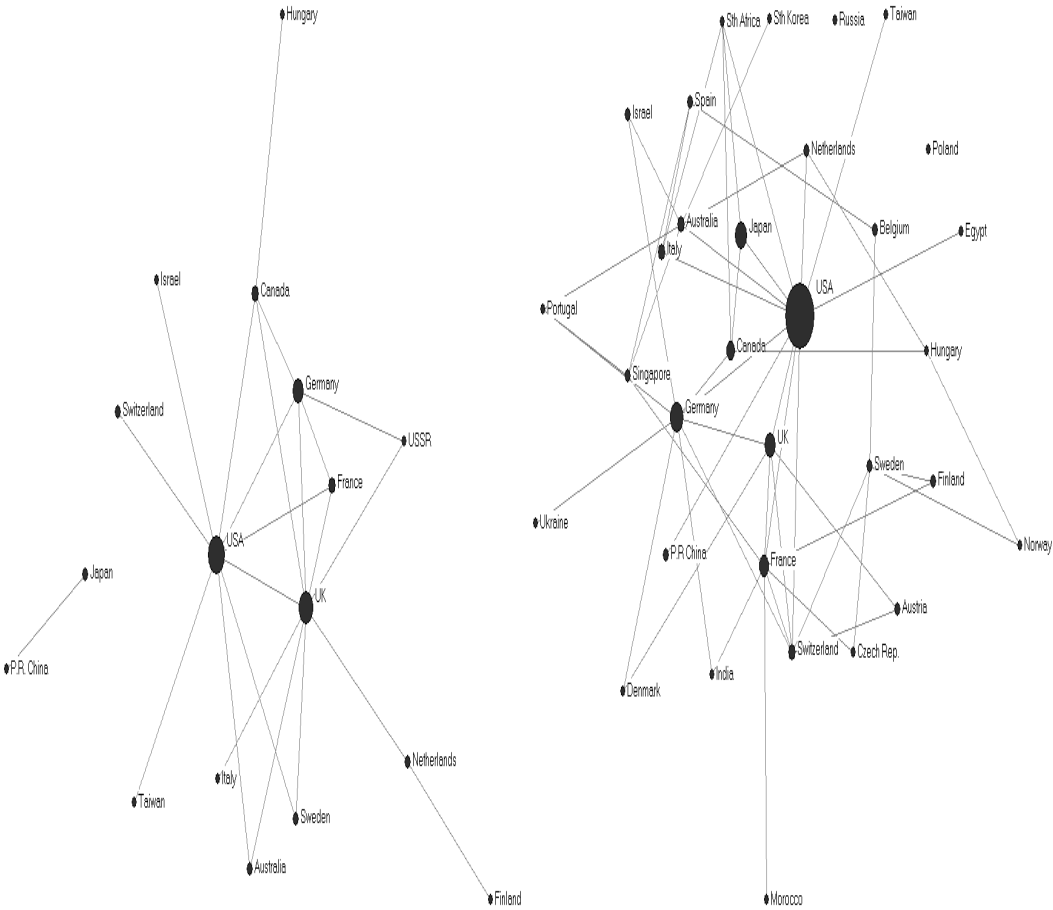 Hungary
Israel
Canada
Germany
Switzerland
USSR
France
USA
Japan
UK
P.R. China
Netherlands
Italy
Taiwan
Sweden
Australia
Finland
Sth Africa
Sth Korea
Russia
Taiwan
Spain
Israel
Netherlands
Poland
Australia
Japan
Belgium
Egypt
Italy
USA
Portugal
Canada
Hungary
Singapore
Germany
UK
Sweden
Finland
Ukraine
P.R.China
Norway
France
Austria
Switzerland
Czech Rep.
India
Denmark
Morocco